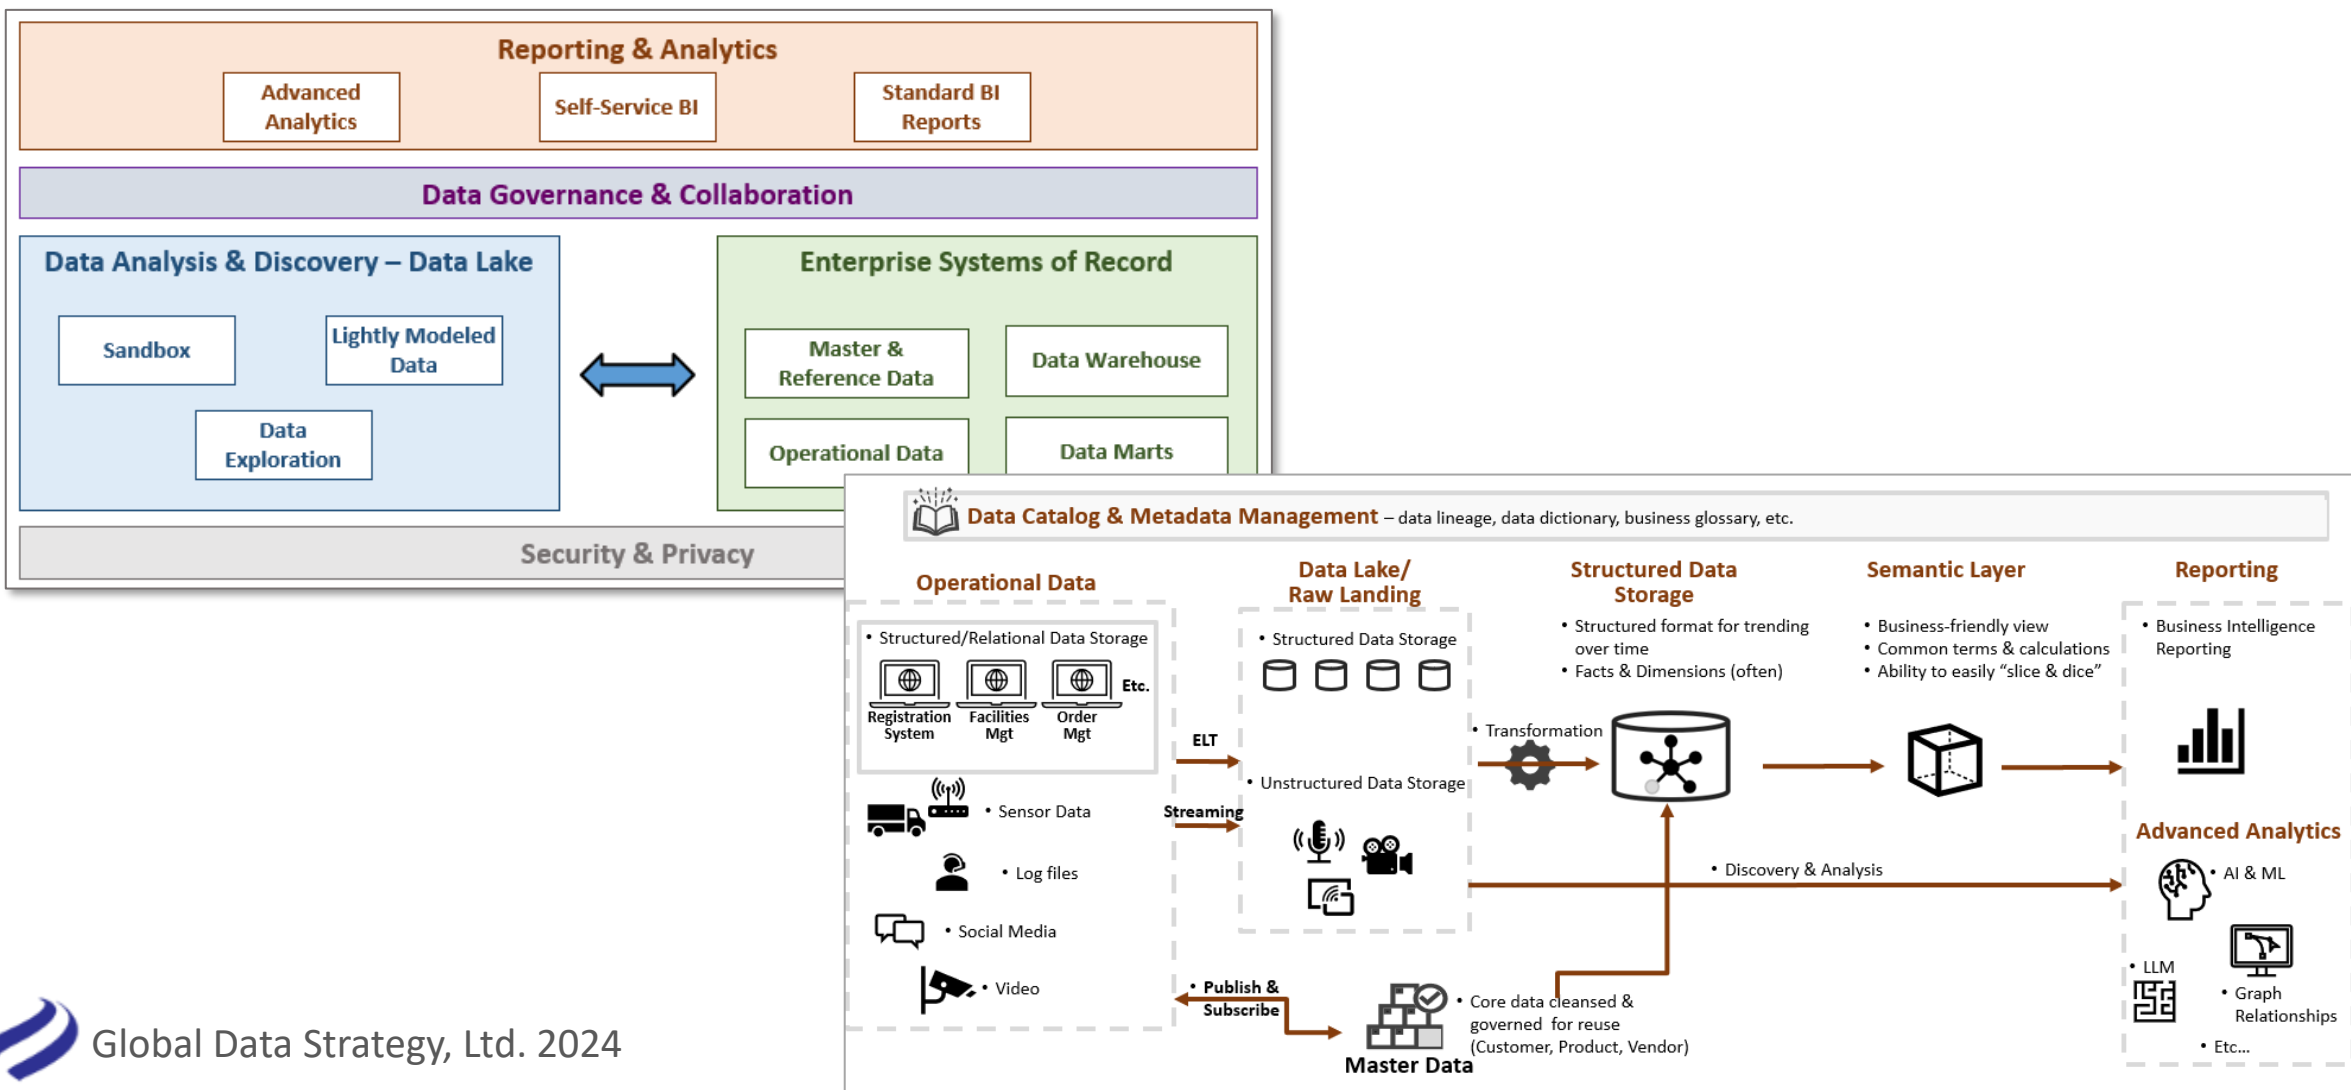 Reporting & Analytics
Advanced
Analytics
Self-Service BI
Standard BI
Reports
Data Governance & Collaboration
Data Analysis & Discovery – Data Lake
Sandbox
Lightly Modeled
Data
Data
Exploration
Enterprise Systems of Record
Master &
Reference Data
Data Warehouse
Operational Data
Data Marts
Security & Privacy
Data Catalog & Metadata Management – data lineage, data dictionary, business glossary, etc.
Operational Data
• Structured/Relational Data Storage
Etc.
Registration
System
Facilities
Mgt
Order
Mgt
• Sensor Data
• Log files
• Social Media
• Video
ELT
Streaming
• Publish &
Subscribe
Data Lake/
Raw Landing
• Structured Data Storage
• Unstructured Data Storage
• Transformation
Structured Data
Storage
• Structured format for trending
over time
• Facts & Dimensions (often)
Semantic Layer
• Business-friendly view
• Common terms & calculations
• Ability to easily “slice & dice”
• Discovery & Analysis
Master Data
• Core data cleansed &
governed for reuse
(Customer, Product, Vendor)
Reporting
• Business Intelligence
Reporting
Advanced Analytics
• AI & ML
• LLM
• Graph
Relationships
• Etc...
Global Data Strategy, Ltd. 2024